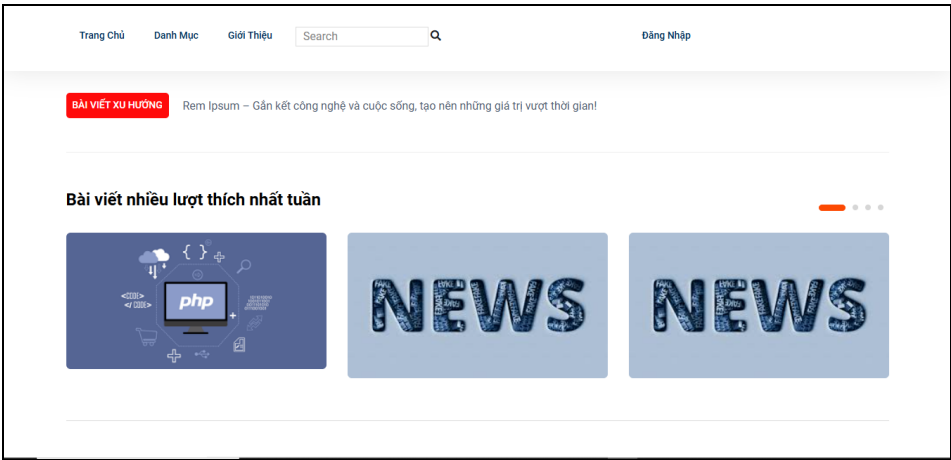 Trang Chủ Danh Mục Giới Thiệu Search Đăng Nhập
BÀI VIẾT XU HƯỚNG Rem Ipsum – Gắn kết công nghệ và cuộc sống, tạo nên những giá trị vượt thời gian!
Bài viết nhiều lượt thích nhất tuần
{ }
<CODE>
</ CODE>
php
NEWS
NEWS